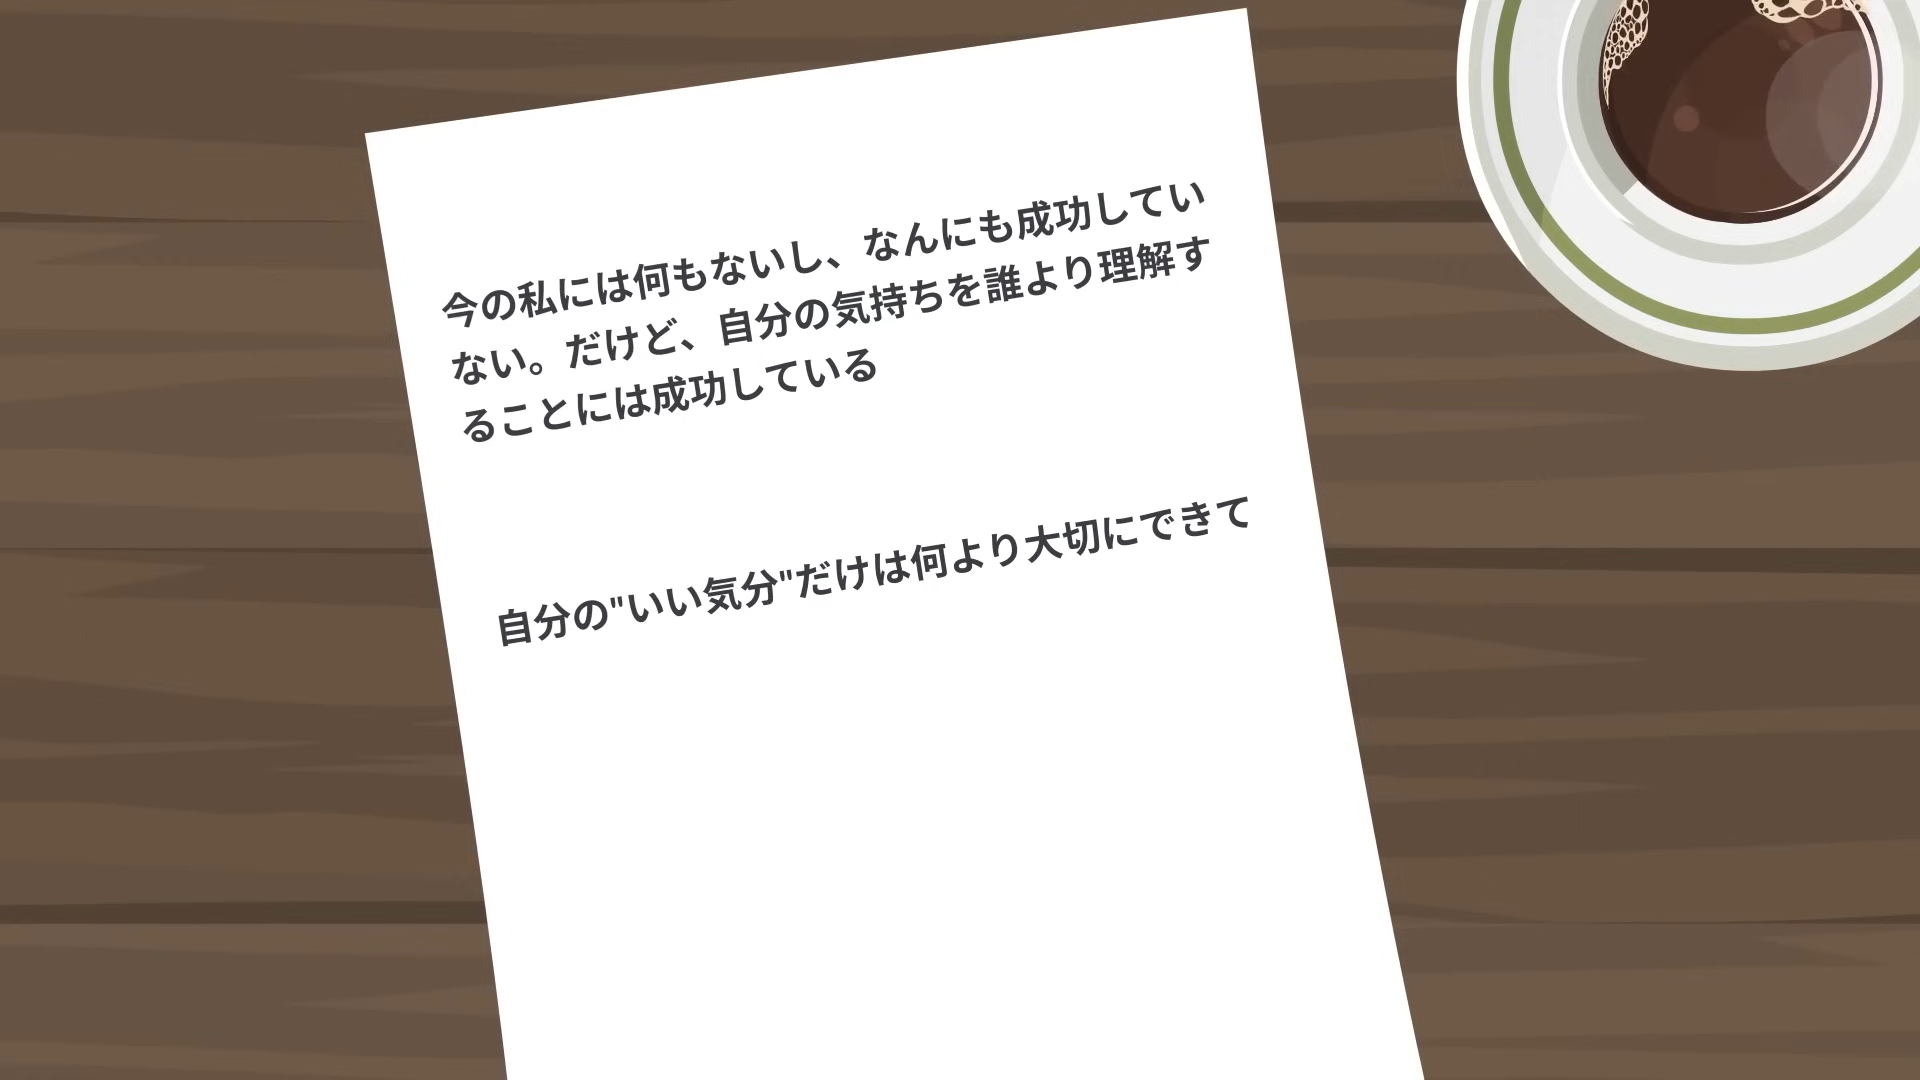 今の私には何もないし、なんにも成功してい
ない。だけど、自分の気持ちを誰より理解す
ることには成功している
自分の"いい気分"だけは何より大切にできて